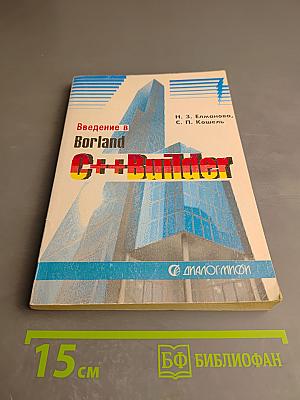 Н. З. Елманова,
С. П. Кошель
Введение в
Borland
C++Builder
ДИАЛОГ-МИФИ
15 см
БФ БИБЛИОФАН